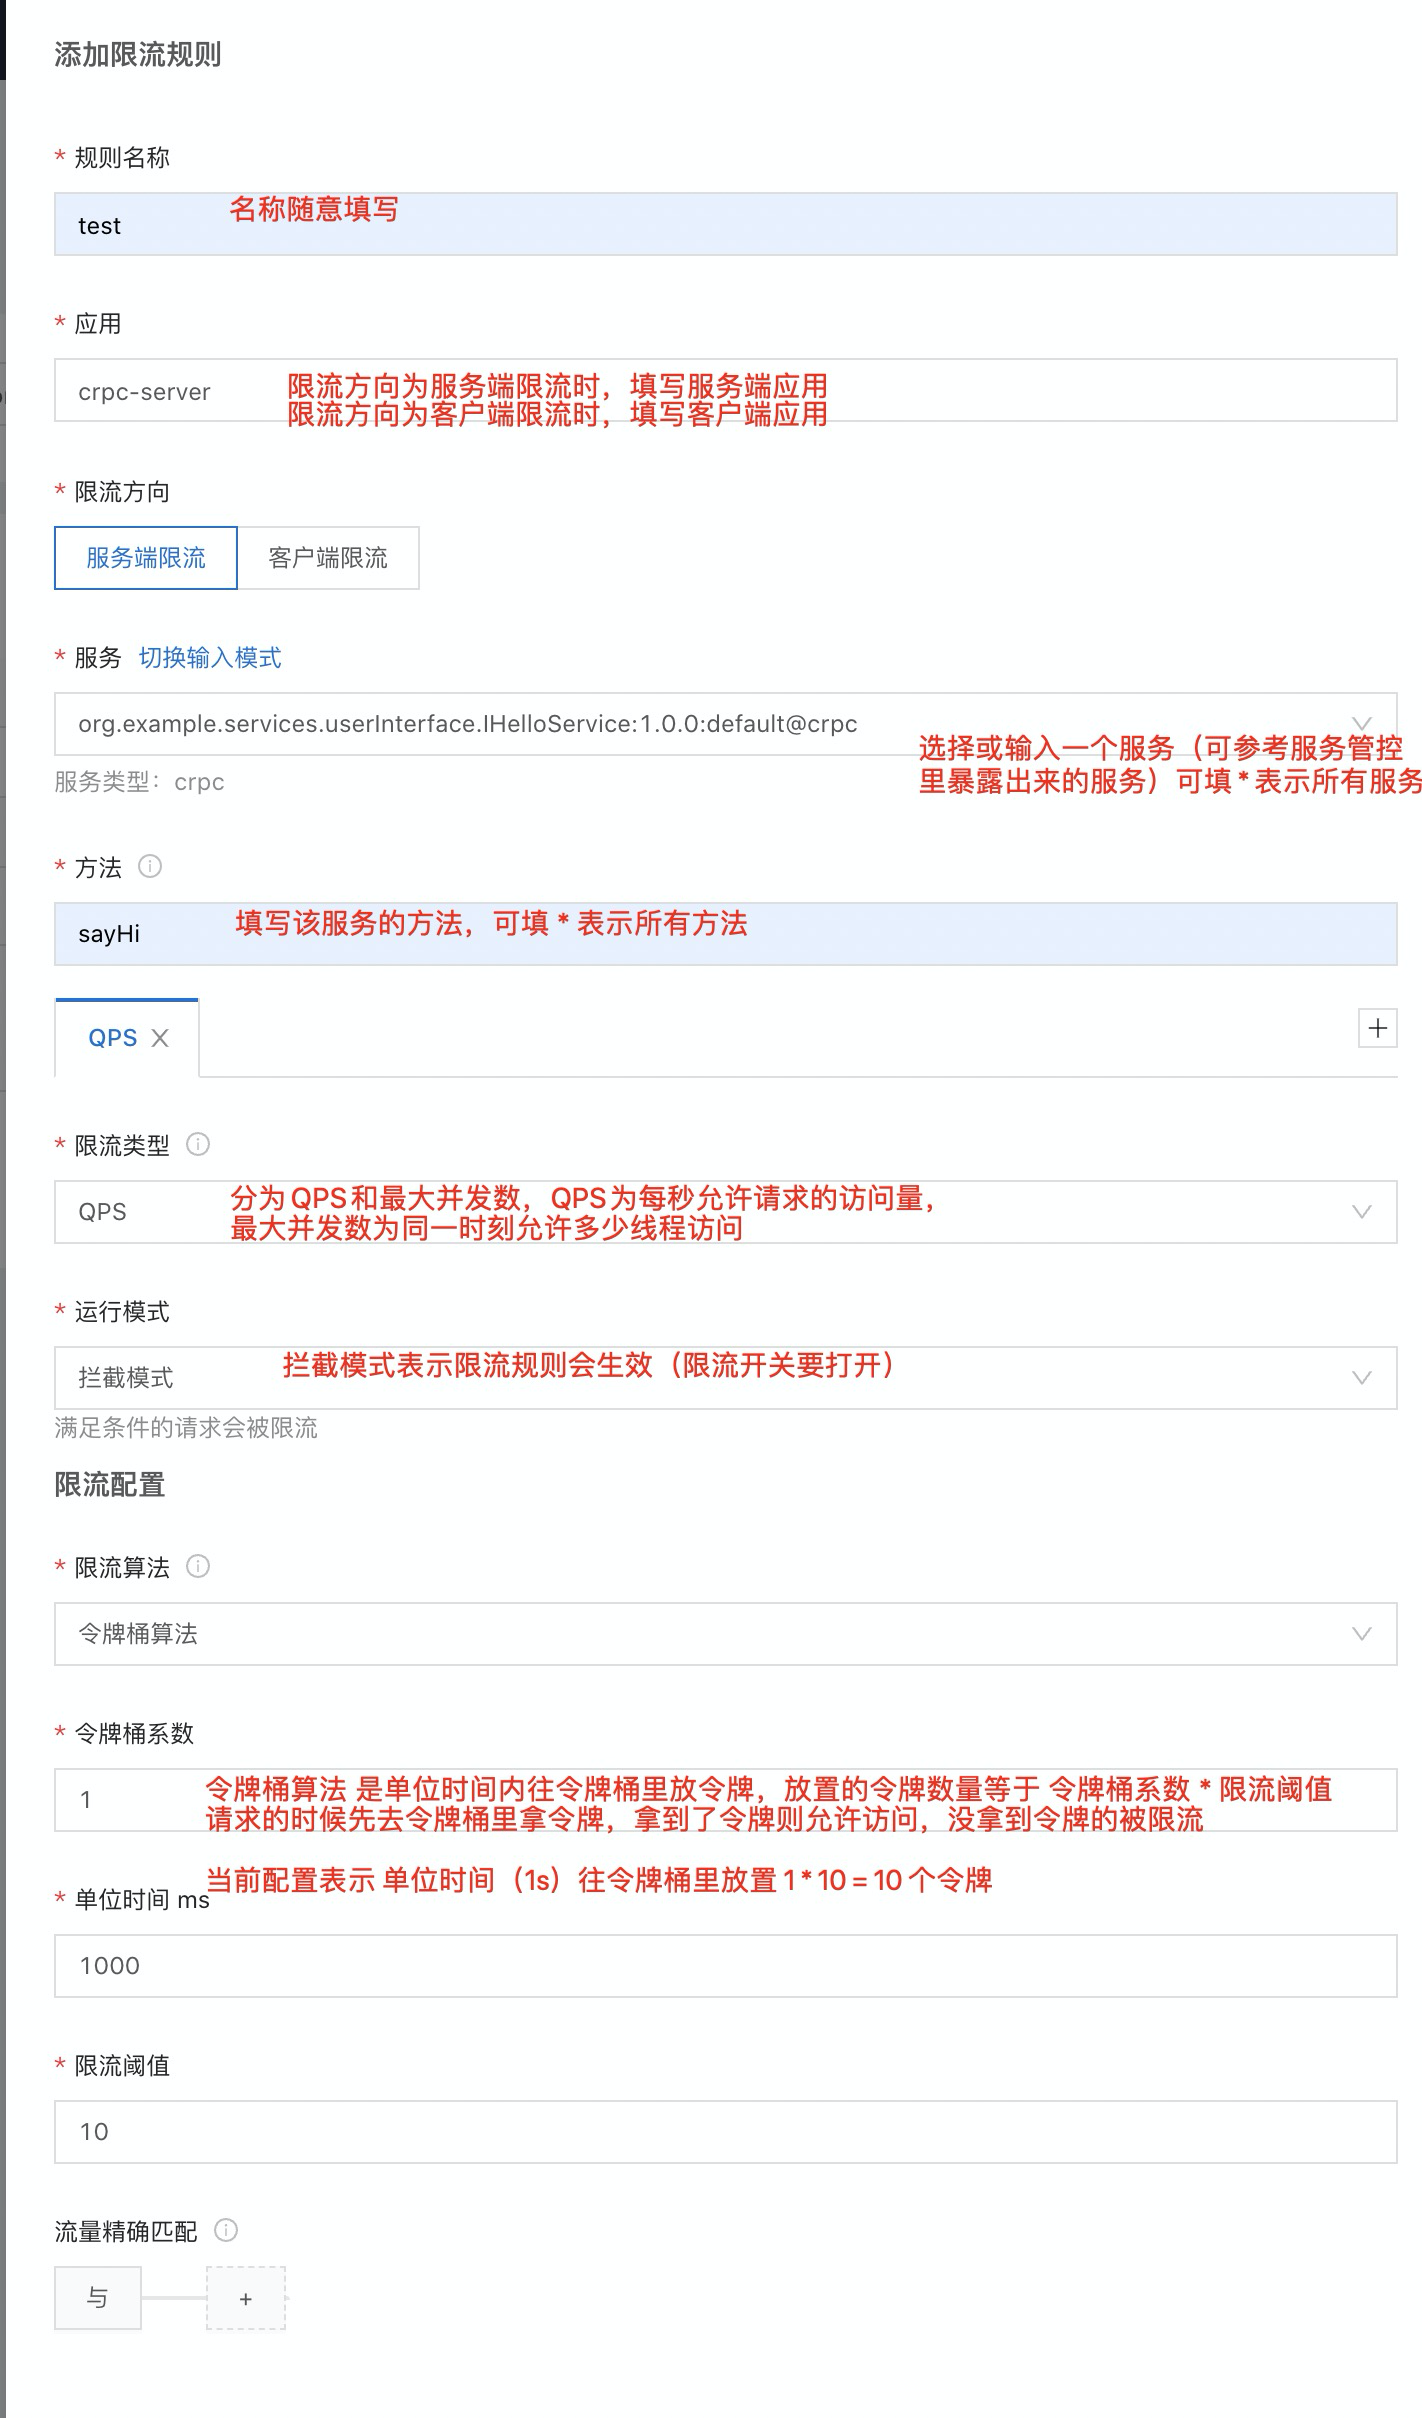 添加限流规则
* 规则名称
test
名称随意填写
* 应用
crpc-server
限流方向为服务端限流时，填写服务端应用
限流方向为客户端限流时，填写客户端应用
* 限流方向
服务端限流
客户端限流
* 服务 切换输入模式
org.example.services.userInterface.IHelloService:1.0.0:default@crpc
选择或输入一个服务（可参考服务管控
里暴露出来的服务）可填 * 表示所有服务
服务类型：crpc
* 方法
sayHi
填写该服务的方法，可填 * 表示所有方法
QPS X
+
* 限流类型
QPS
分为QPS和最大并发数，QPS为每秒允许请求的访问量，
最大并发数为同一时刻允许多少线程访问
* 运行模式
拦截模式
拦截模式表示限流规则会生效（限流开关要打开）
满足条件的请求会被限流
限流配置
* 限流算法
令牌桶算法
* 令牌桶系数
1
令牌桶算法 是单位时间内往令牌桶里放令牌，放置的令牌数量等于 令牌桶系数 * 限流阈值
请求的时候先去令牌桶里拿令牌，拿到了令牌则允许访问，没拿到令牌的被限流
当前配置表示 单位时间（1s）往令牌桶里放置 1 * 10 = 10 个令牌
* 单位时间 ms
1000
* 限流阈值
10
流量精确匹配
与
+